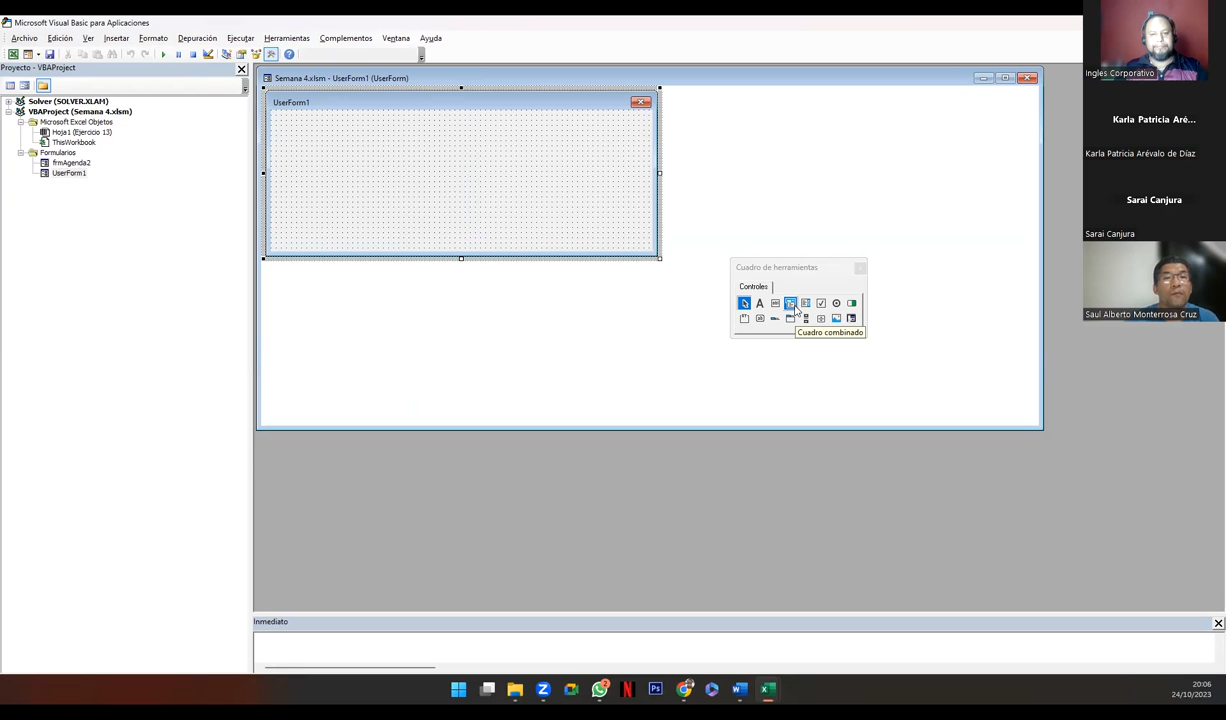 Microsoft Visual Basic para Aplicaciones
Archivo Edición Ver Insertar Formato Depuración Ejecutar Herramientas Complementos Ventana Ayuda
Proyecto - VBAProject
Solver (SOLVER.XLAM)
VBAProject (Semana 4.xlsm)
Microsoft Excel Objetos
Hoja1 (Ejercicio 13)
ThisWorkbook
Formularios
frmAgenda2
UserForm1
Semana 4.xlsm - UserForm1 (UserForm)
UserForm1
Cuadro de herramientas
Controles
A
Cuadro combinado
Inmediato
Ingles Corporativo
Karla Patricia Aré...
Karla Patricia Arévalo de Díaz
Sarai Canjura
Sarai Canjura
Saul Alberto Monterrosa Cruz
2
N
Ps
20:06
24/10/2023